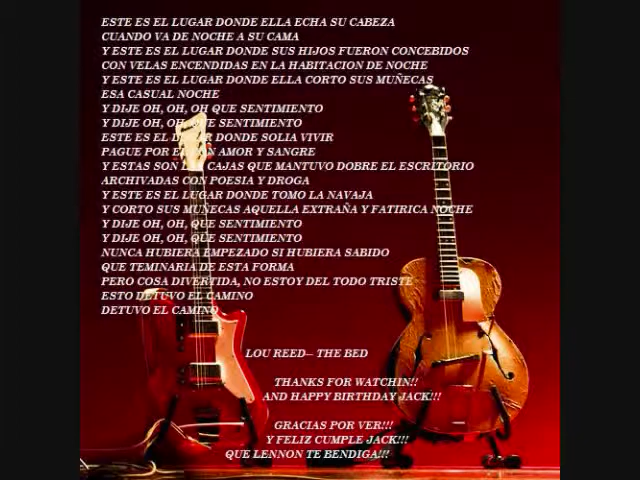 ESTE ES EL LUGAR DONDE ELLA ECHA SU CABEZA
CUANDO VA DE NOCHE A SU CAMA
Y ESTE ES EL LUGAR DONDE SUS HIJOS FUERON CONCEBIDOS
CON VELAS ENCENDIDAS EN LA HABITACION DE NOCHE
Y ESTE ES EL LUGAR DONDE ELLA CORTO SUS MUÑECAS
ESA CASUAL NOCHE
Y DIJE OH, OH, OH QUE SENTIMIENTO
Y DIJE OH, OH, QUE SENTIMIENTO
ESTE ES EL LUGAR DONDE SOLIA VIVIR
PAGUE POR EL CON AMOR Y SANGRE
Y ESTAS SON LAS CAJAS QUE MANTUVO DOBRE EL ESCRITORIO
ARCHIVADAS CON POESIA Y DROGA
Y ESTE ES EL LUGAR DONDE TOMO LA NAVAJA
Y CORTO SUS MUÑECAS AQUELLA EXTRAÑA Y FATIRICA NOCHE
Y DIJE OH, OH, QUE SENTIMIENTO
Y DIJE OH, OH, QUE SENTIMIENTO
NUNCA HUBIERA EMPEZADO SI HUBIERA SABIDO
QUE TEMINARIA DE ESTA FORMA
PERO COSA DIVERTIDA, NO ESTOY DEL TODO TRISTE
ESTO DETUVO EL CAMINO
DETUVO EL CAMINO
LOU REED-- THE BED
THANKS FOR WATCHIN!!
AND HAPPY BIRTHDAY JACK!!!
GRACIAS POR VER!!!
Y FELIZ CUMPLE JACK!!!
QUE LENNON TE BENDIGA!!!